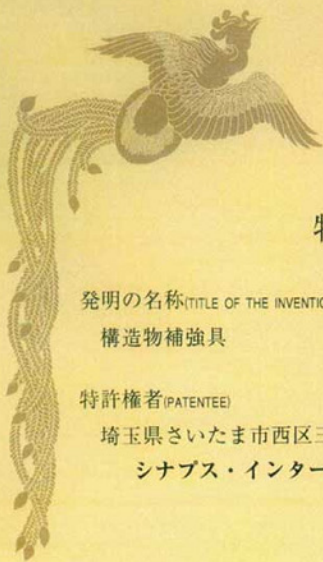 特
発明の名称(TITLE OF THE INVENTIO
構造物補強具
特許権者(PATENTEE)
埼玉県さいたま市西区三
シナプス・インター